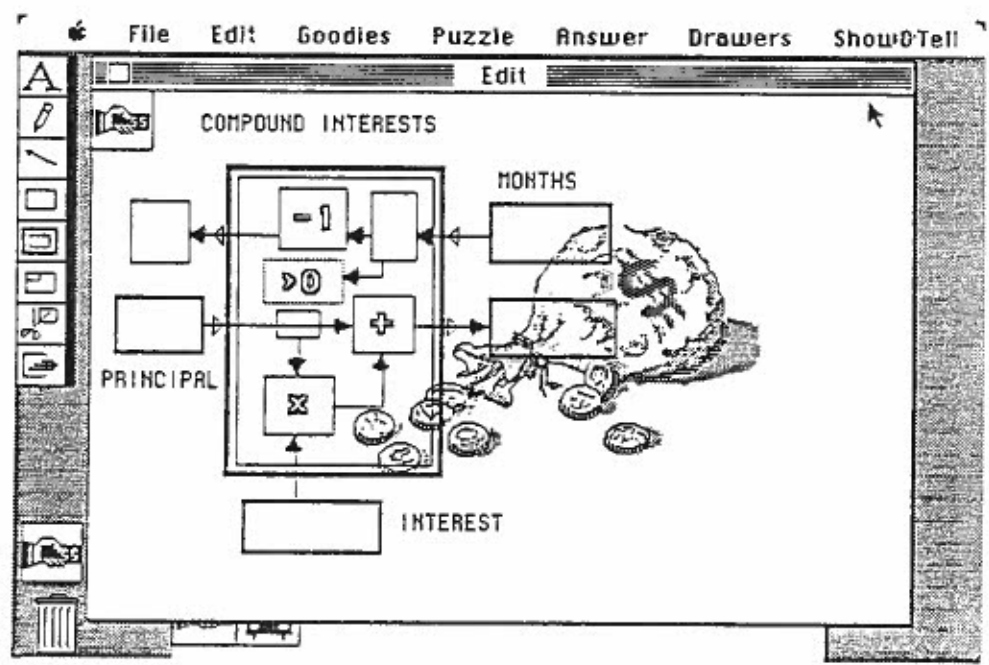 File Edit Goodies Puzzle Answer Drawers Show&Tell
Edit
A
COMPOUND INTERESTS
MONTHS
-1
>0
+
PRINCIPAL
x
INTEREST